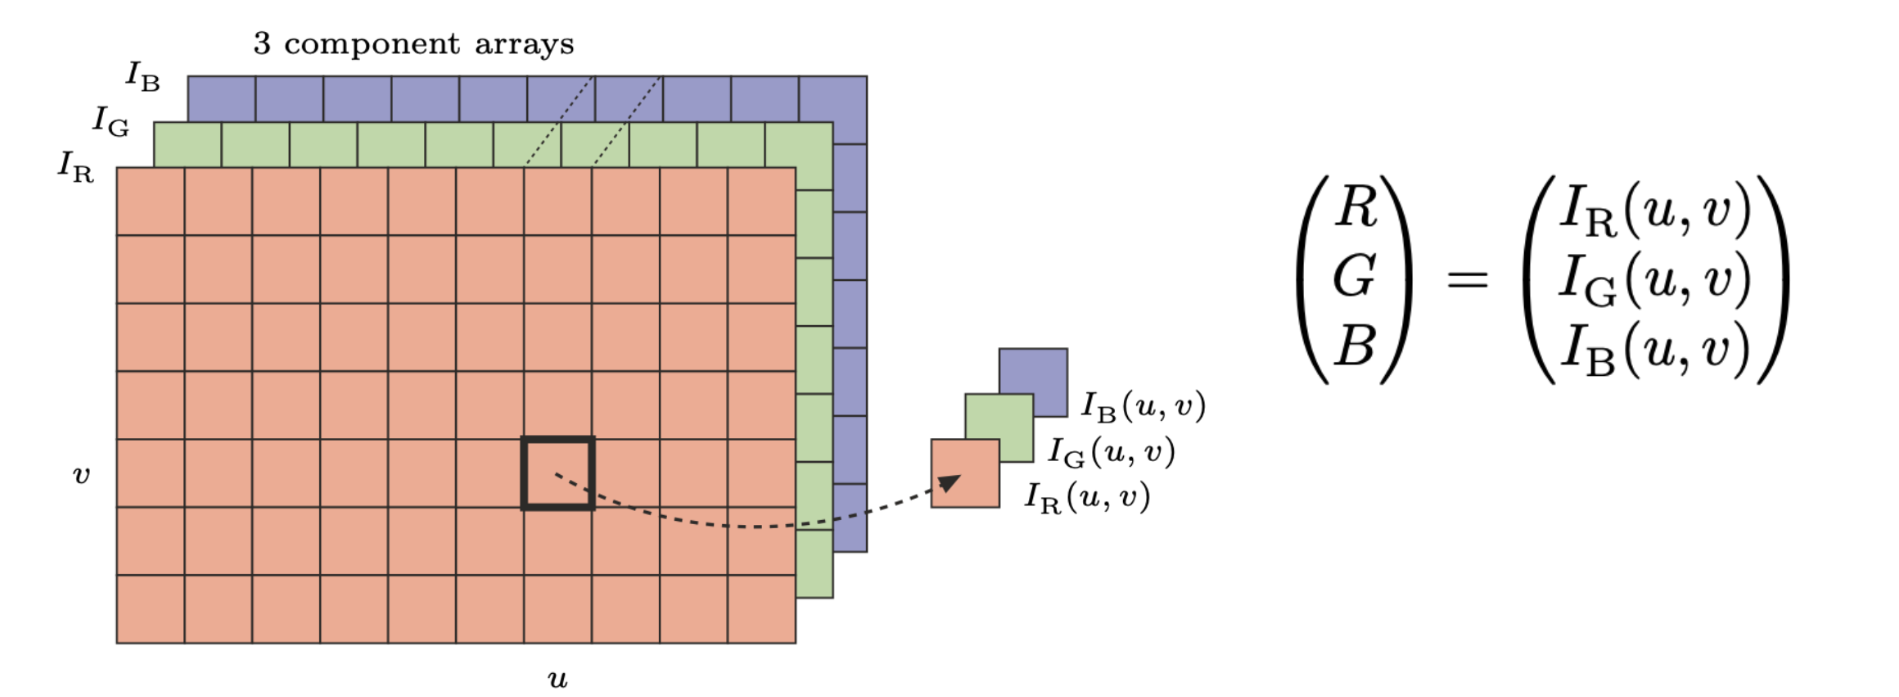 3 component arrays
I_B
I_G
I_R
v
u
I_B(u, v)
I_G(u, v)
I_R(u, v)
(R G B) = (I_R(u, v) I_G(u, v) I_B(u, v))